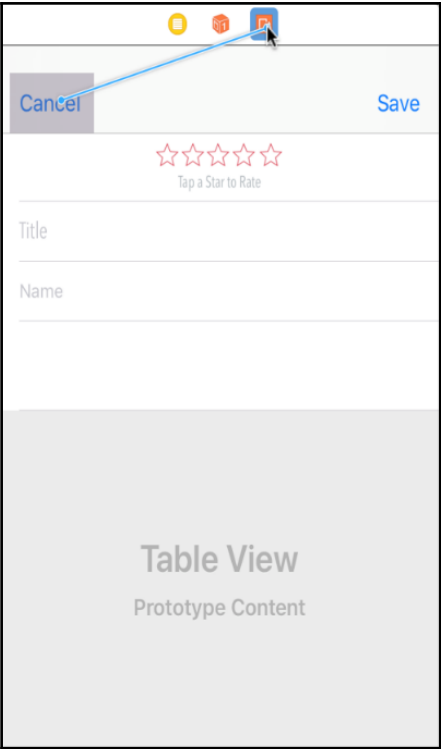 Cancel
Save
Tap a Star to Rate
Title
Name
Table View
Prototype Content